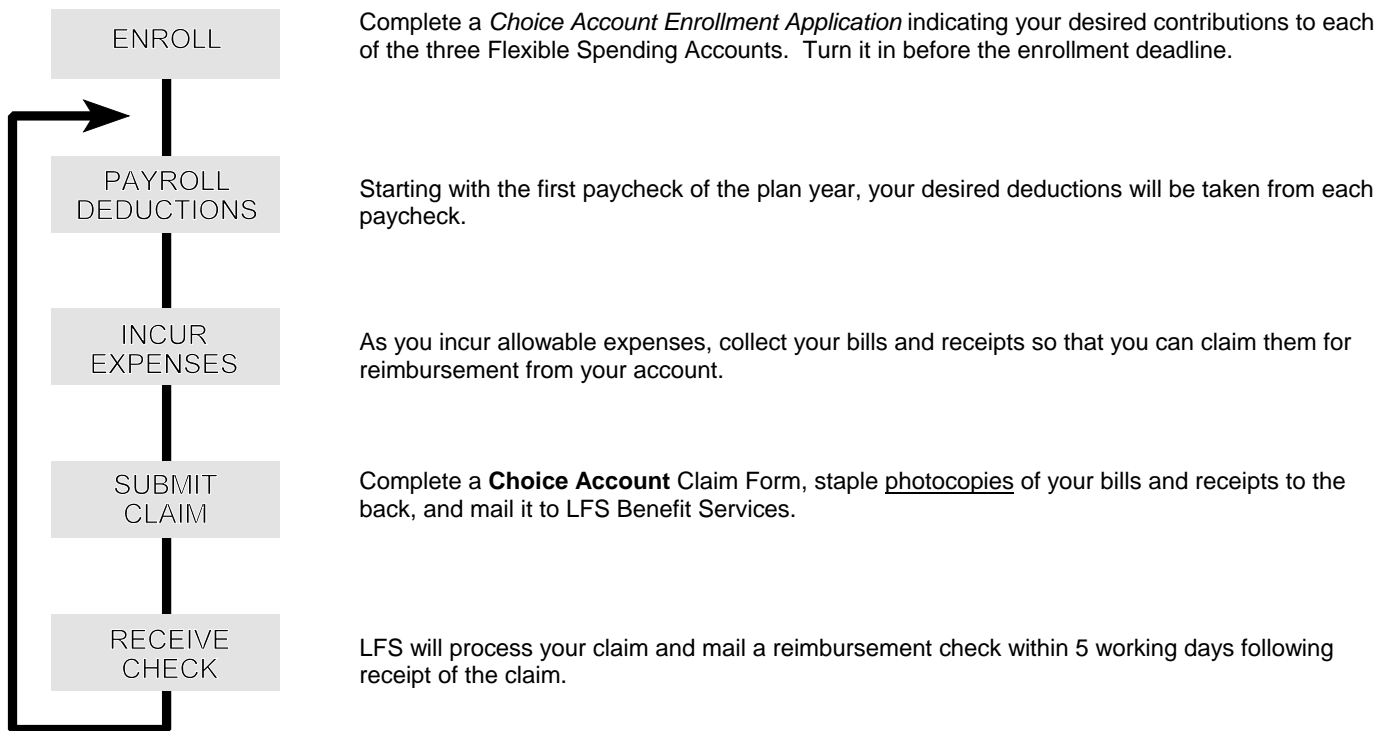 ENROLL
Complete a Choice Account Enrollment Application indicating your desired contributions to each
of the three Flexible Spending Accounts. Turn it in before the enrollment deadline.
PAYROLL
DEDUCTIONS
Starting with the first paycheck of the plan year, your desired deductions will be taken from each
paycheck.
INCUR
EXPENSES
As you incur allowable expenses, collect your bills and receipts so that you can claim them for
reimbursement from your account.
SUBMIT
CLAIM
Complete a Choice Account Claim Form, staple photocopies of your bills and receipts to the
back, and mail it to LFS Benefit Services.
RECEIVE
CHECK
LFS will process your claim and mail a reimbursement check within 5 working days following
receipt of the claim.